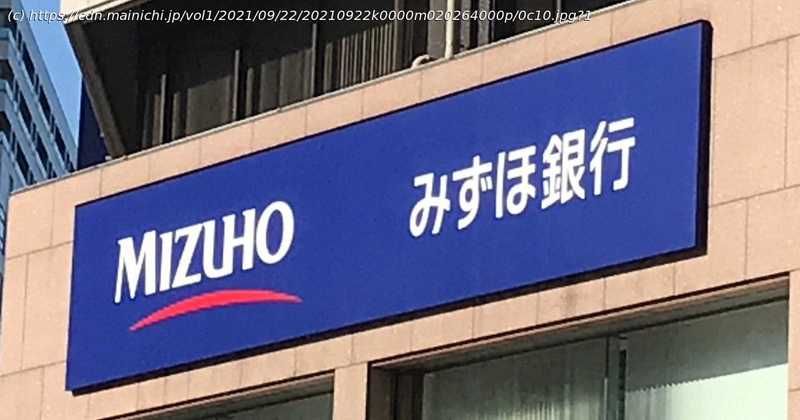 (c) https://cdn.mainichi.jp/vol1/2021/09/22/20210922k0000m020264000p/0c10.jpg?1
MIZUHO
みずほ銀行